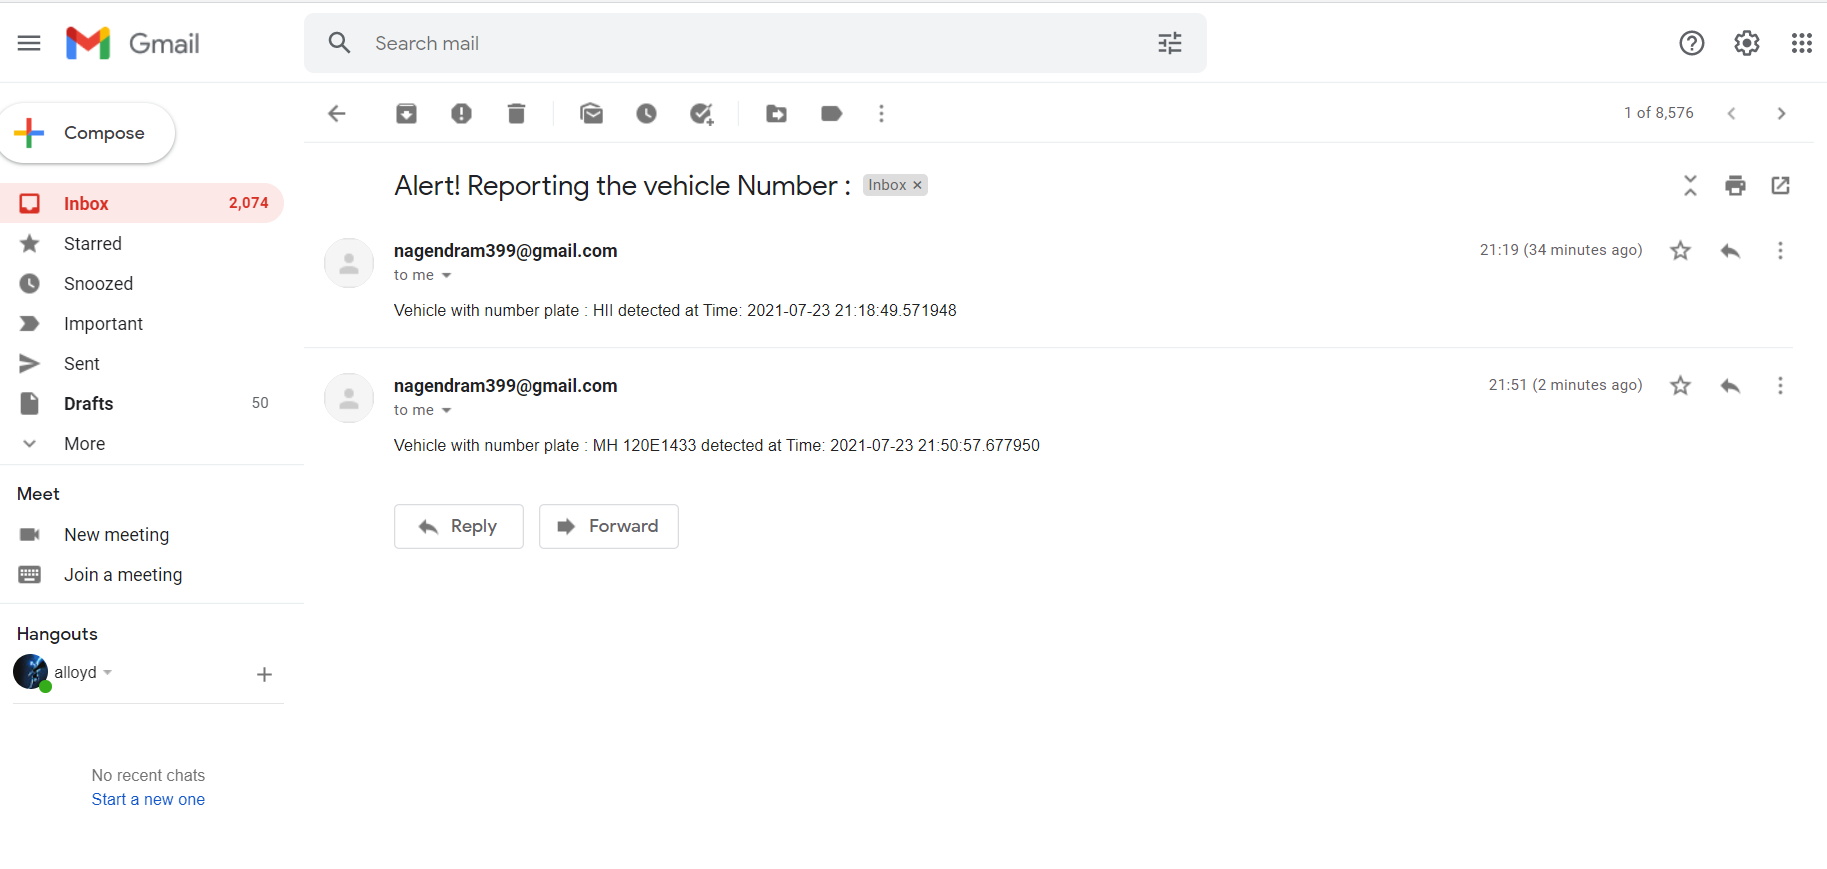 Gmail
Search mail
Compose
1 of 8,576
Inbox 2,074
Starred
Snoozed
Important
Sent
Drafts 50
More
Meet
New meeting
Join a meeting
Hangouts
alloyd
No recent chats
Start a new one
Alert! Reporting the vehicle Number : Inbox ×
nagendram399@gmail.com 21:19 (34 minutes ago)
to me
Vehicle with number plate : HII detected at Time: 2021-07-23 21:18:49.571948
nagendram399@gmail.com 21:51 (2 minutes ago)
to me
Vehicle with number plate : MH 120E1433 detected at Time: 2021-07-23 21:50:57.677950
Reply Forward